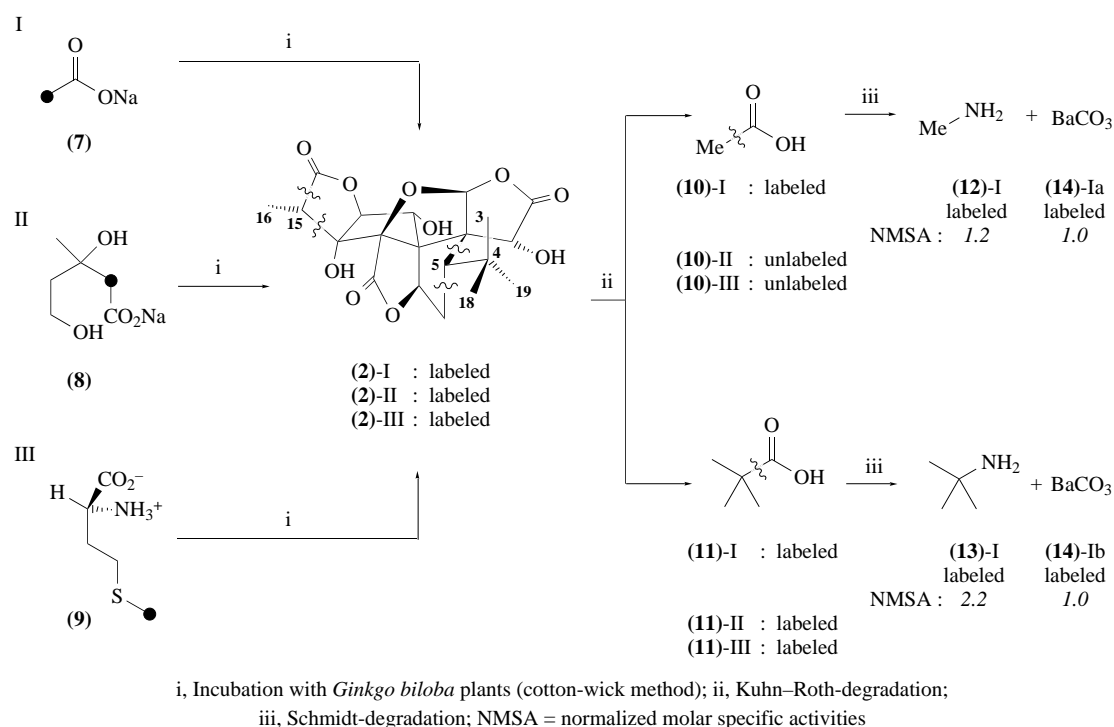 I
i
O
ONa
(7)
II
OH
CO2Na
OH
(8)
i
III
CO2−
H
NH3+
S
(9)
i
O
O
O
O
O
16
15
3
OH
OH
OH
4
5
O
O
18
19
(2)-I : labeled
(2)-II : labeled
(2)-III : labeled
ii
O
Me
OH
iii
Me
NH2
+ BaCO3
(10)-I : labeled
(12)-I (14)-Ia
labeled labeled
NMSA : 1.2 1.0
(10)-II : unlabeled
(10)-III : unlabeled
O
OH
iii
NH2
+ BaCO3
(11)-I : labeled
(13)-I (14)-Ib
labeled labeled
NMSA : 2.2 1.0
(11)-II : labeled
(11)-III : labeled
i, Incubation with Ginkgo biloba plants (cotton-wick method); ii, Kuhn–Roth-degradation;
iii, Schmidt-degradation; NMSA = normalized molar specific activities